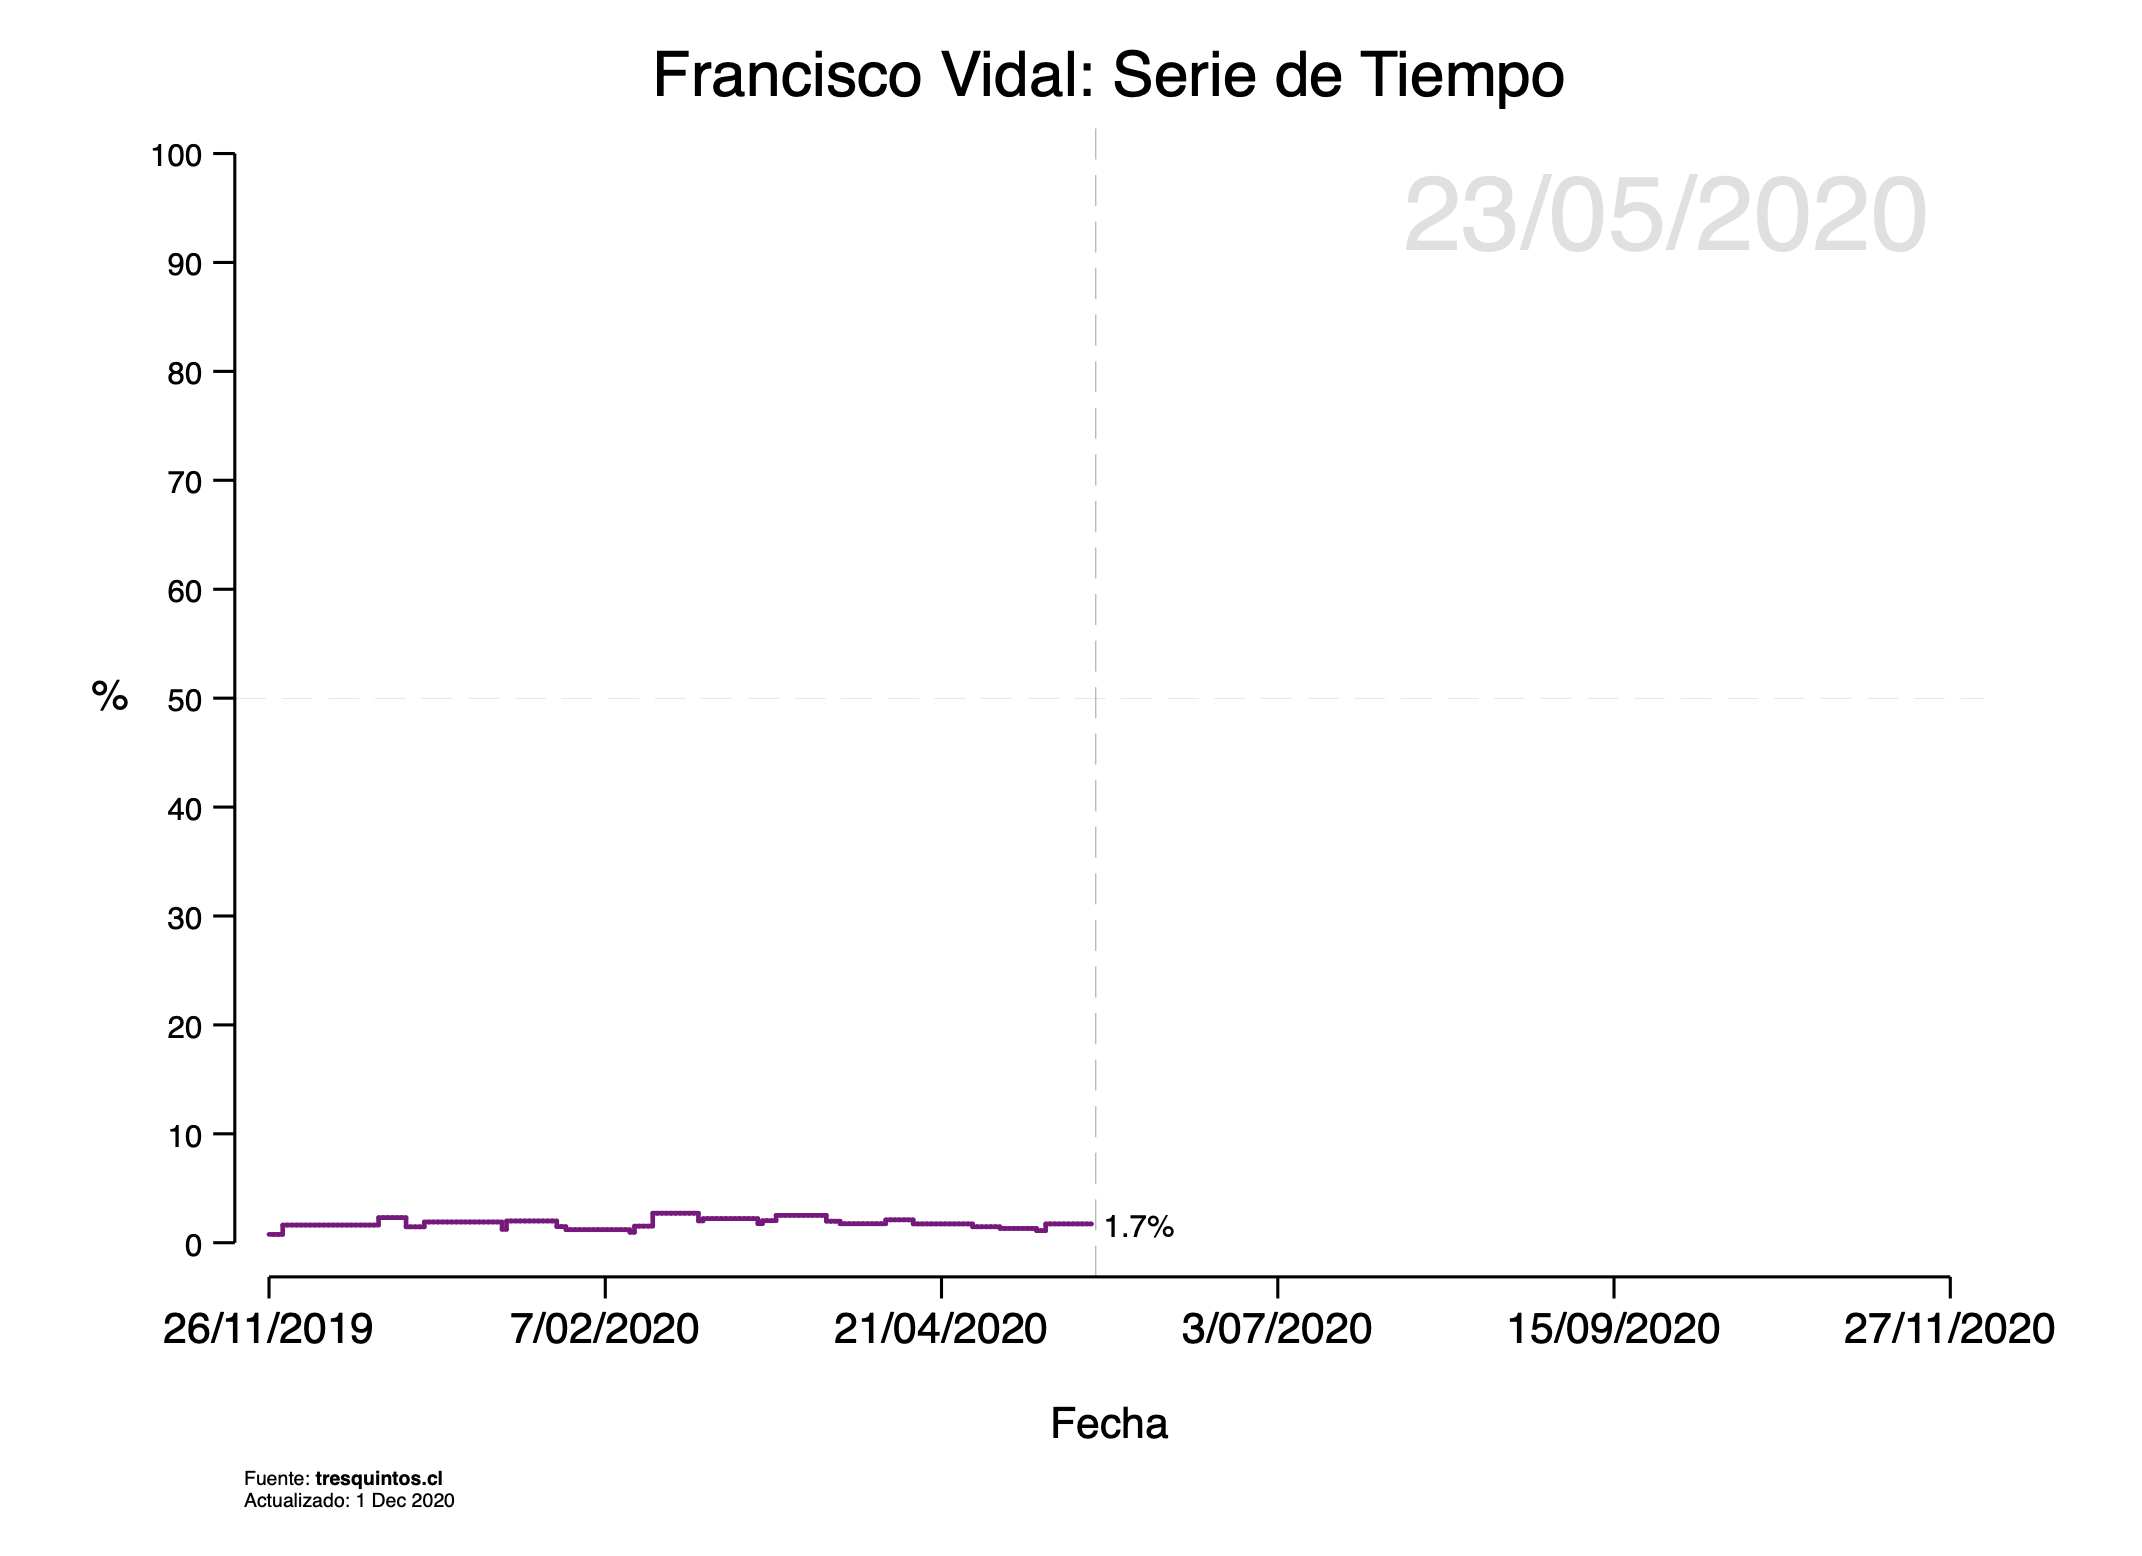 Francisco Vidal: Serie de Tiempo
23/05/2020
100
90
80
70
60
50
40
30
20
10
0
%
1.7%
26/11/2019 7/02/2020 21/04/2020 3/07/2020 15/09/2020 27/11/2020
Fecha
Fuente: tresquintos.cl
Actualizado: 1 Dec 2020